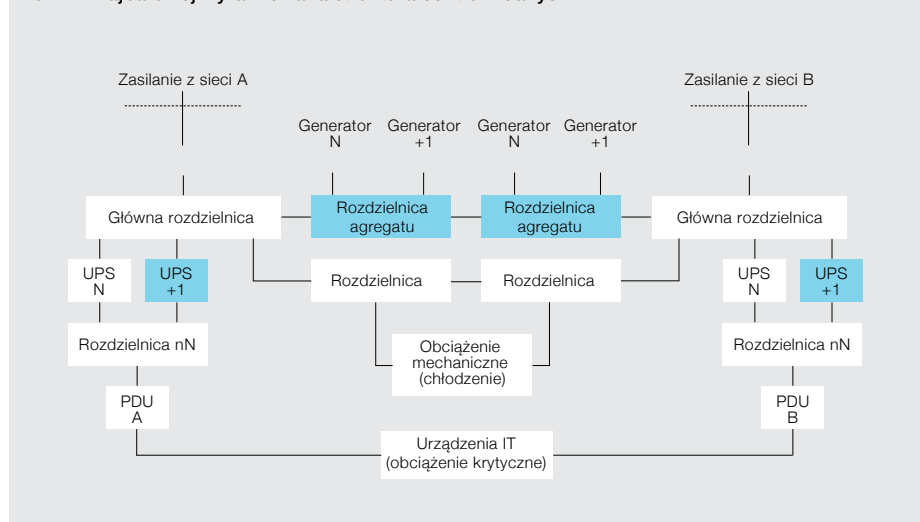 Zasilanie z sieci A
Zasilanie z sieci B
Generator
N
Generator
+1
Generator
N
Generator
+1
Główna rozdzielnica
Rozdzielnica
agregatu
Rozdzielnica
agregatu
Główna rozdzielnica
UPS
N
UPS
+1
Rozdzielnica
Rozdzielnica
UPS
N
UPS
+1
Rozdzielnica nN
Obciążenie
mechaniczne
(chłodzenie)
Rozdzielnica nN
PDU
A
PDU
B
Urządzenia IT
(obciążenie krytyczne)